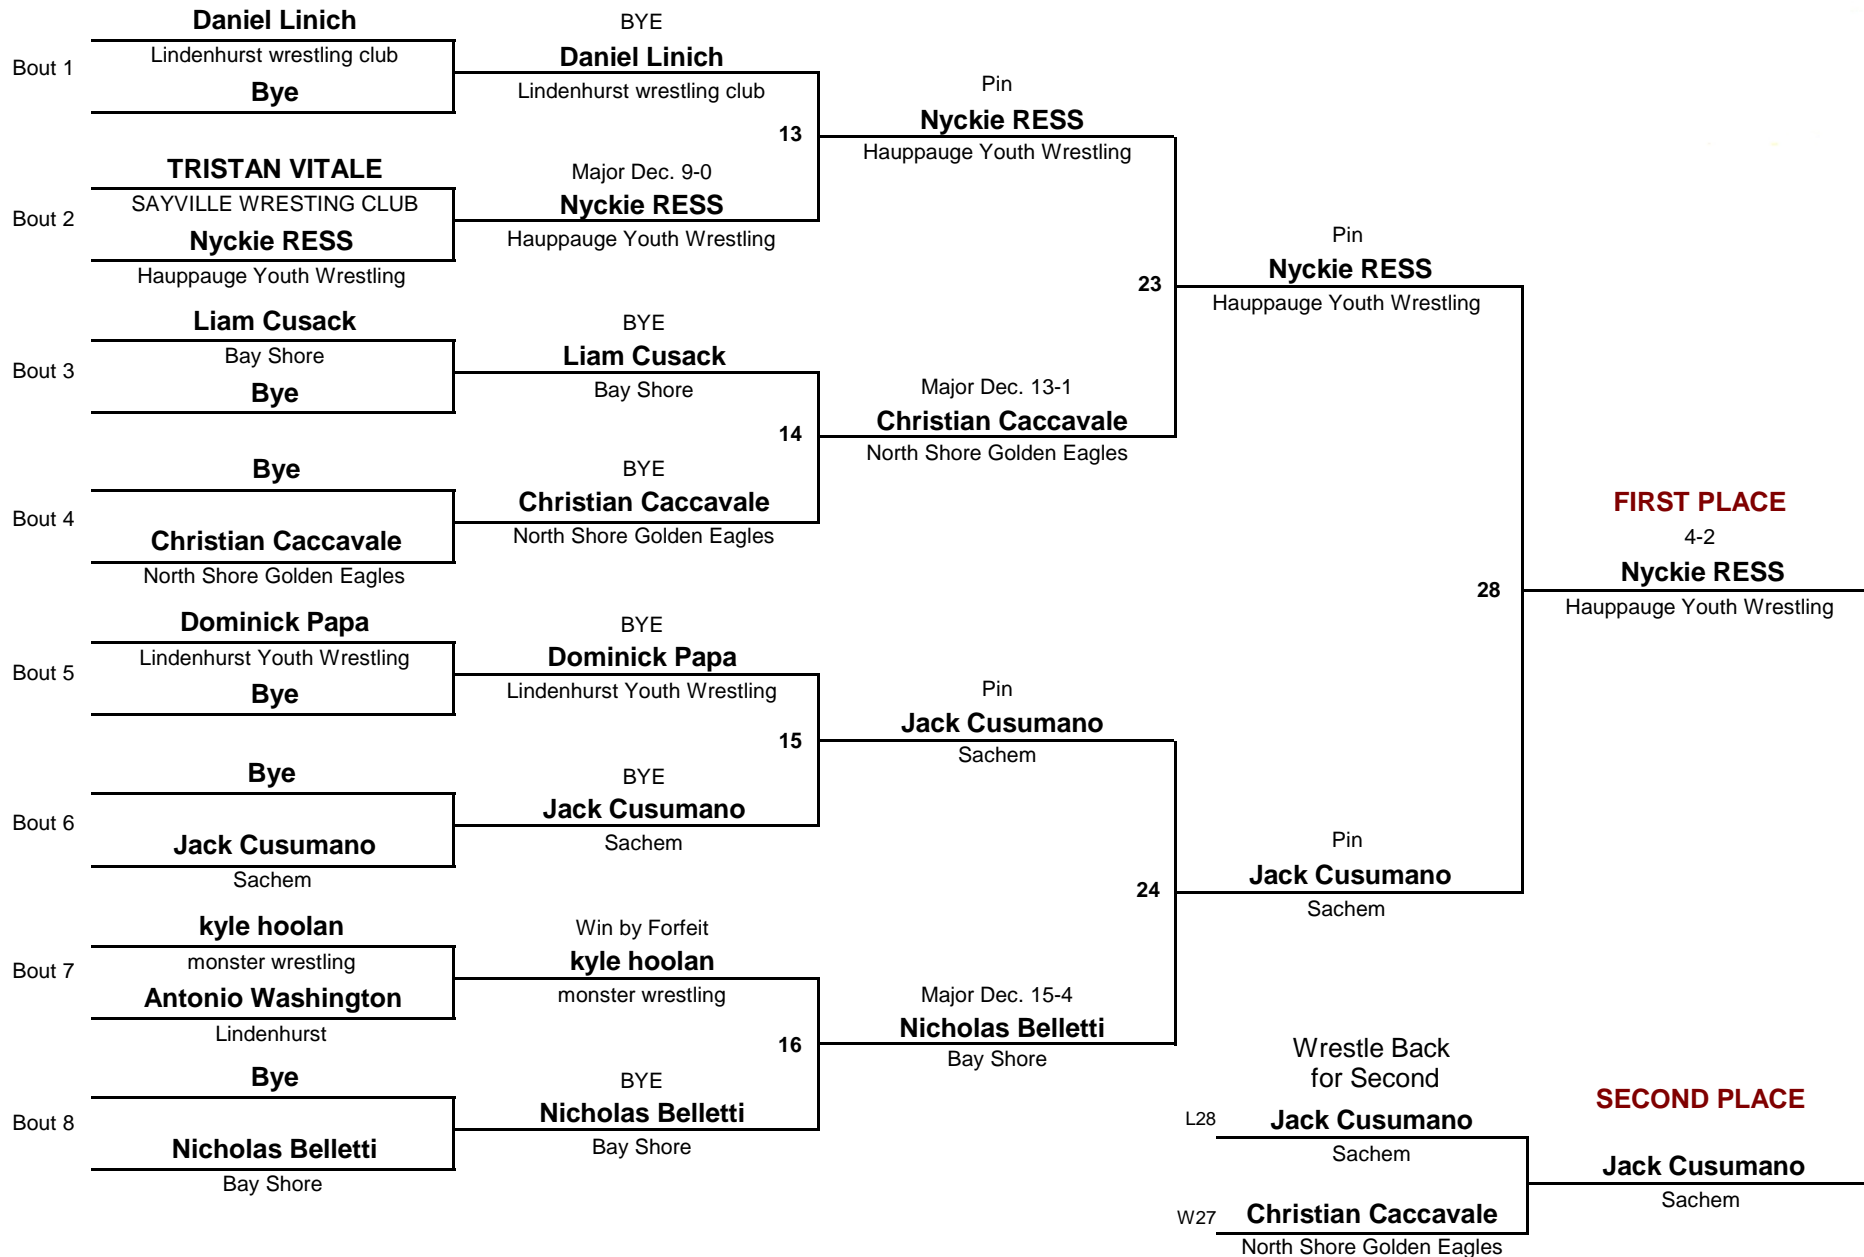 Daniel Linich
Bout 1
Lindenhurst wrestling club
Bye
TRISTAN VITALE
Bout 2
SAYVILLE WRESTING CLUB
Nyckie RESS
Hauppauge Youth Wrestling
Liam Cusack
Bout 3
Bay Shore
Bye
Bye
Bout 4
Christian Caccavale
North Shore Golden Eagles
Dominick Papa
Bout 5
Lindenhurst Youth Wrestling
Bye
Bye
Bout 6
Jack Cusumano
Sachem
kyle hoolan
Bout 7
monster wrestling
Antonio Washington
Lindenhurst
Bye
Bout 8
Nicholas Belletti
Bay Shore
BYE
Daniel Linich
Lindenhurst wrestling club
13
Major Dec. 9-0
Nyckie RESS
Hauppauge Youth Wrestling
BYE
Liam Cusack
Bay Shore
14
BYE
Christian Caccavale
North Shore Golden Eagles
BYE
Dominick Papa
Lindenhurst Youth Wrestling
15
BYE
Jack Cusumano
Sachem
Win by Forfeit
kyle hoolan
monster wrestling
16
BYE
Nicholas Belletti
Bay Shore
Pin
Nyckie RESS
Hauppauge Youth Wrestling
23
Major Dec. 13-1
Christian Caccavale
North Shore Golden Eagles
Pin
Jack Cusumano
Sachem
24
Major Dec. 15-4
Nicholas Belletti
Bay Shore
Pin
Nyckie RESS
Hauppauge Youth Wrestling
28
Pin
Jack Cusumano
Sachem
FIRST PLACE
4-2
Nyckie RESS
Hauppauge Youth Wrestling
Wrestle Back
for Second
L28
Jack Cusumano
Sachem
W27
Christian Caccavale
North Shore Golden Eagles
SECOND PLACE
Jack Cusumano
Sachem